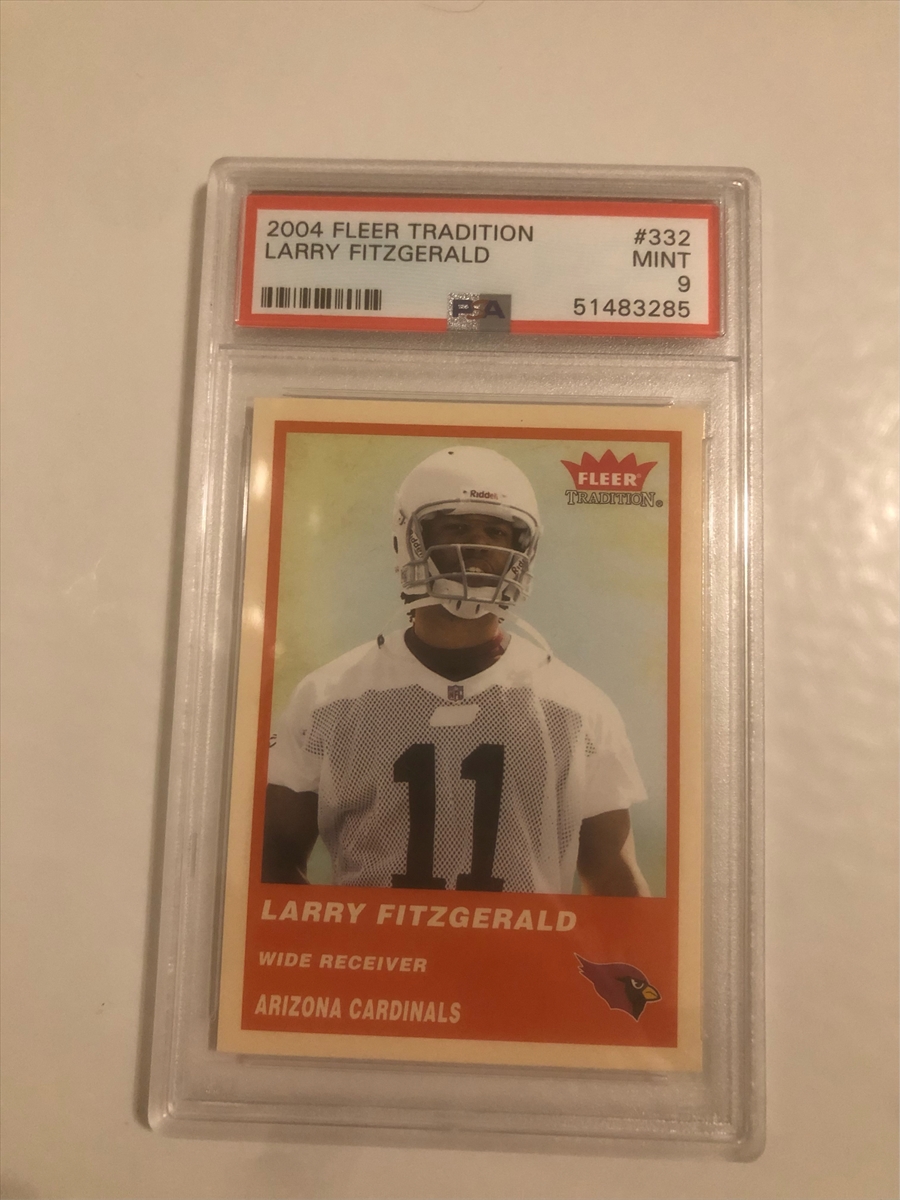 2004 FLEER TRADITION #332
LARRY FITZGERALD MINT
9
PSA 51483285
FLEER®
TRADITION®
Riddell
NFL
11
LARRY FITZGERALD
WIDE RECEIVER
ARIZONA CARDINALS